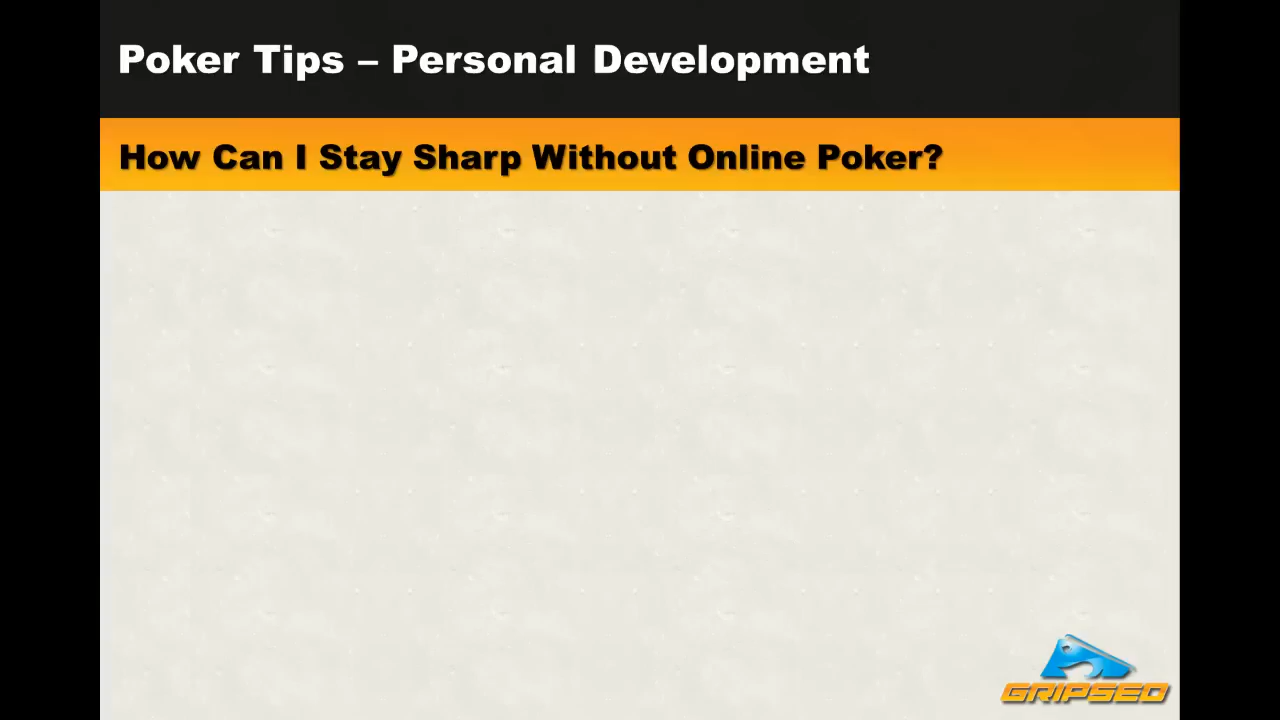 Poker Tips – Personal Development
How Can I Stay Sharp Without Online Poker?
GRIPSED